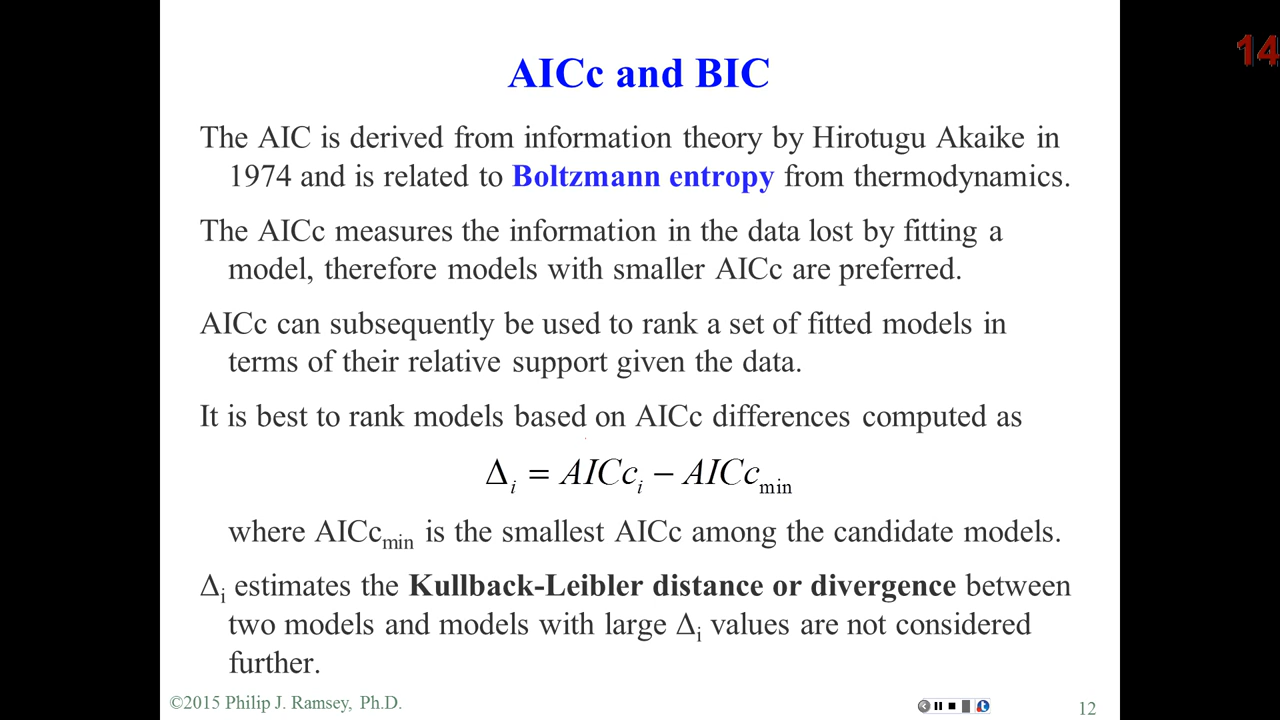 14
AICc and BIC
The AIC is derived from information theory by Hirotugu Akaike in
1974 and is related to Boltzmann entropy from thermodynamics.
The AICc measures the information in the data lost by fitting a
model, therefore models with smaller AICc are preferred.
AICc can subsequently be used to rank a set of fitted models in
terms of their relative support given the data.
It is best to rank models based on AICc differences computed as
Δi = AICci − AICcmin
where AICcmin is the smallest AICc among the candidate models.
Δi estimates the Kullback-Leibler distance or divergence between
two models and models with large Δi values are not considered
further.
©2015 Philip J. Ramsey, Ph.D.
12